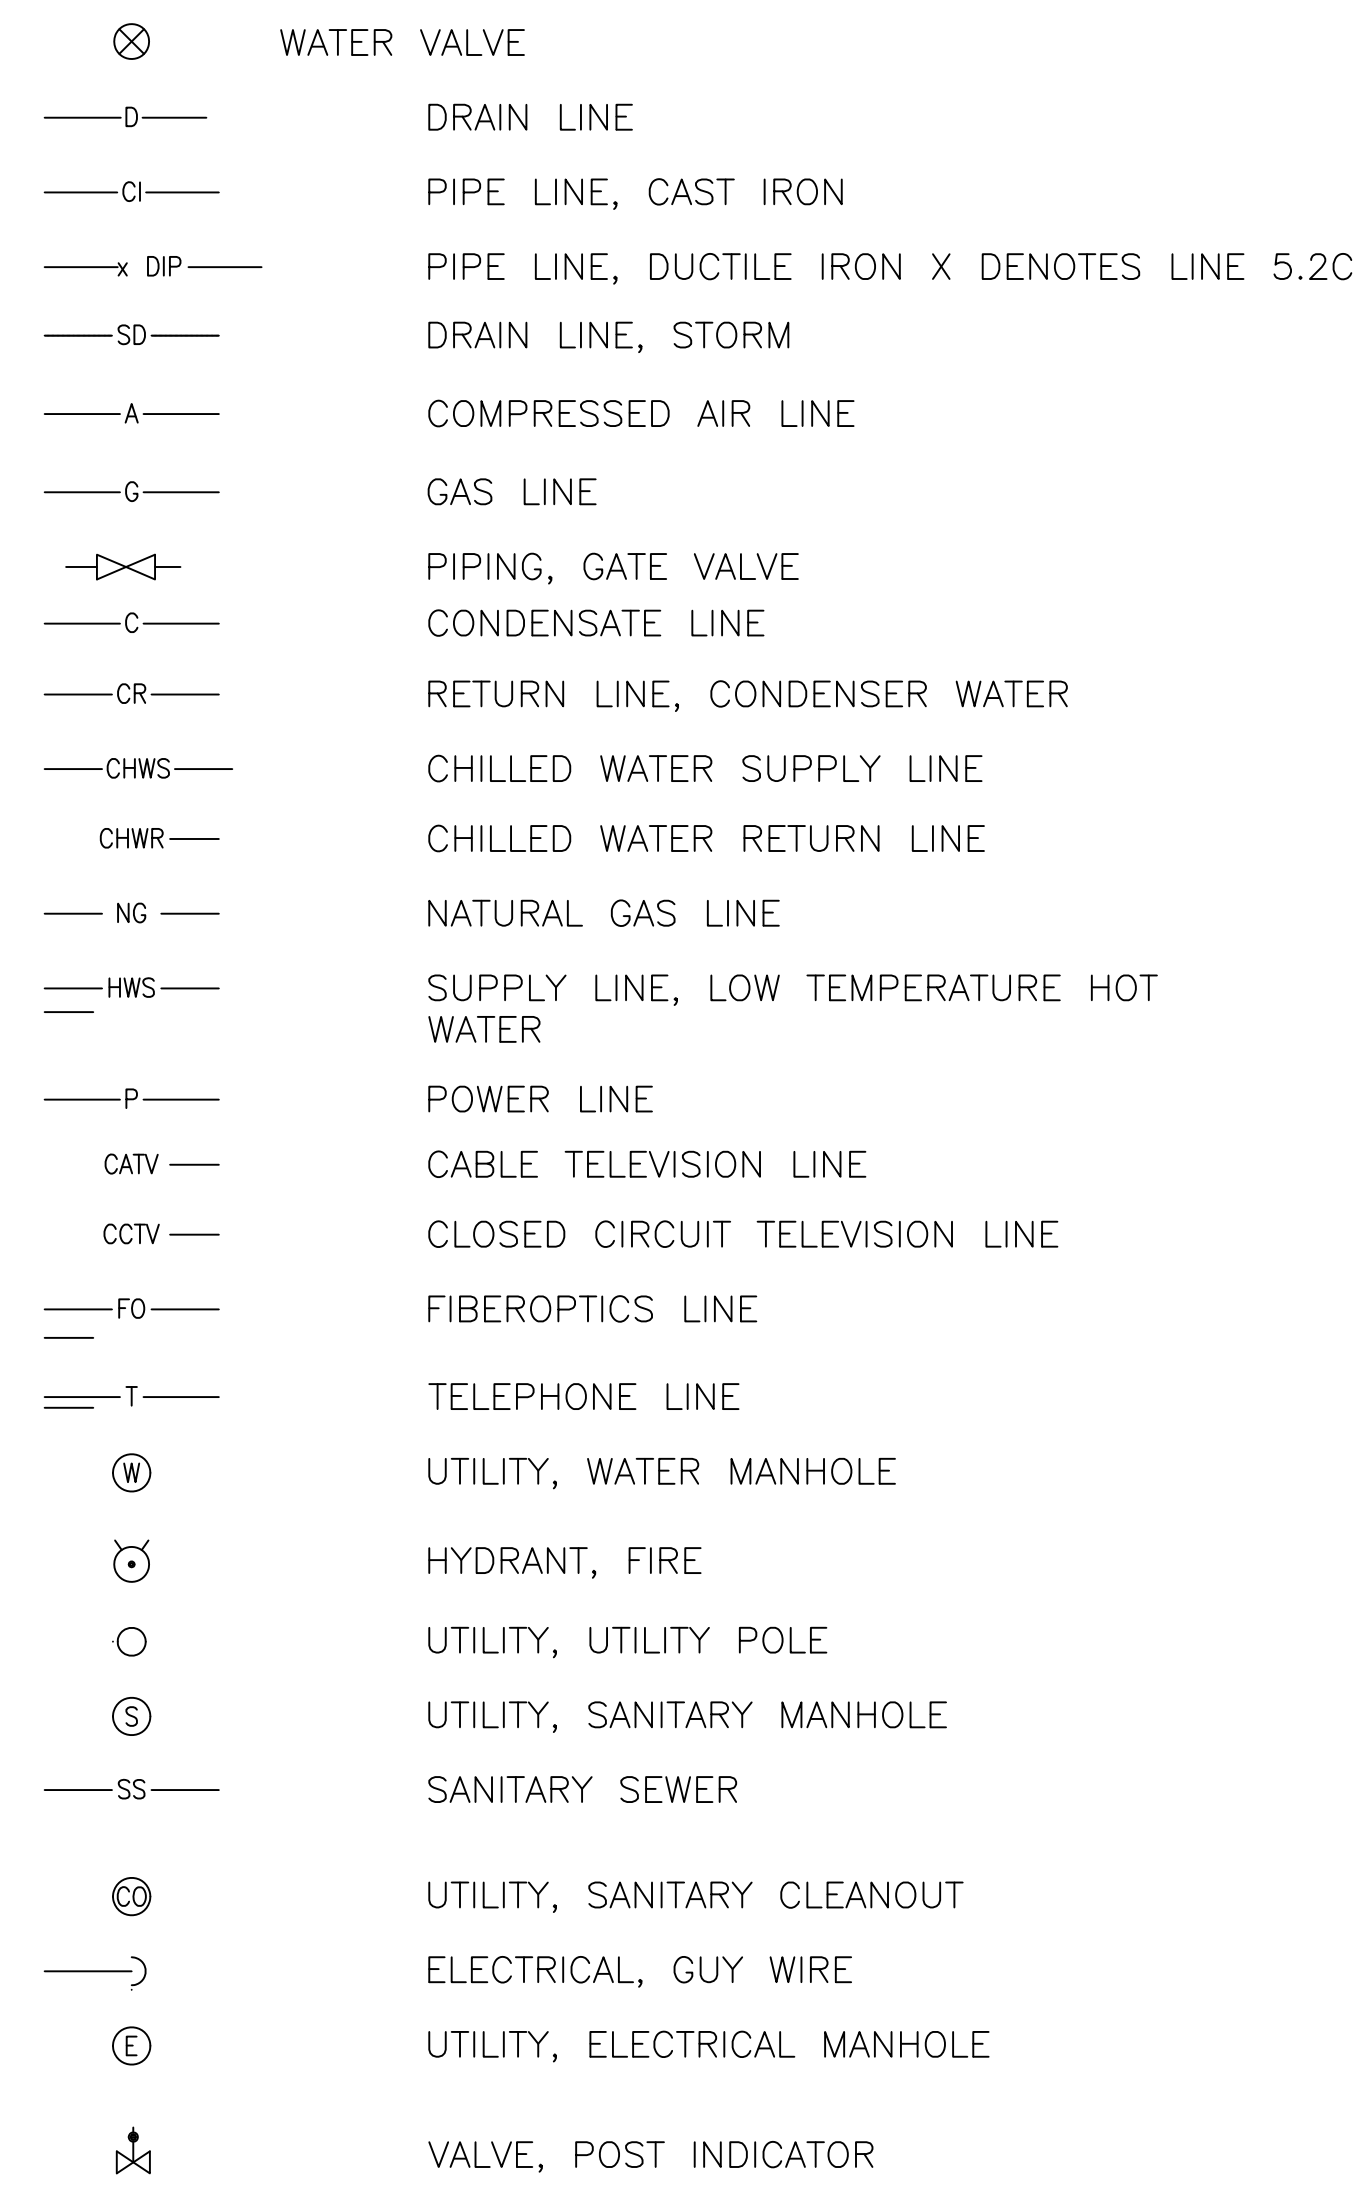 WATER VALVE
D DRAIN LINE
CI PIPE LINE, CAST IRON
x DIP PIPE LINE, DUCTILE IRON X DENOTES LINE 5.2C
SD DRAIN LINE, STORM
A COMPRESSED AIR LINE
G GAS LINE
PIPING, GATE VALVE
C CONDENSATE LINE
CR RETURN LINE, CONDENSER WATER
CHWS CHILLED WATER SUPPLY LINE
CHWR CHILLED WATER RETURN LINE
NG NATURAL GAS LINE
HWS SUPPLY LINE, LOW TEMPERATURE HOT
WATER
P POWER LINE
CATV CABLE TELEVISION LINE
CCTV CLOSED CIRCUIT TELEVISION LINE
FO FIBEROPTICS LINE
T TELEPHONE LINE
W UTILITY, WATER MANHOLE
HYDRANT, FIRE
UTILITY, UTILITY POLE
S UTILITY, SANITARY MANHOLE
SS SANITARY SEWER
CO UTILITY, SANITARY CLEANOUT
ELECTRICAL, GUY WIRE
E UTILITY, ELECTRICAL MANHOLE
VALVE, POST INDICATOR